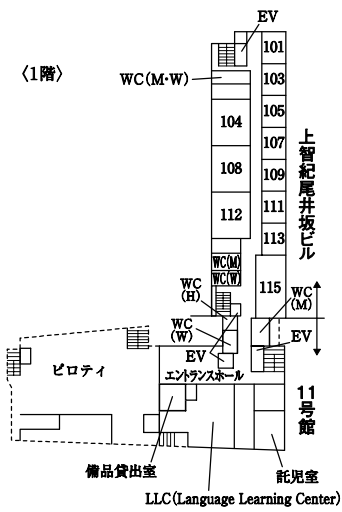 EV
〈1階〉
101
WC(M・W)
103
104
105
107
108
109
111
112
113
上智紀尾井坂ビル
WC(M)
WC(W)
115
WC
(H)
WC
(M)
WC
(W)
EV
EV
エントランスホール
ピロティ
11号館
備品貸出室
託児室
LLC(Language Learning Center)